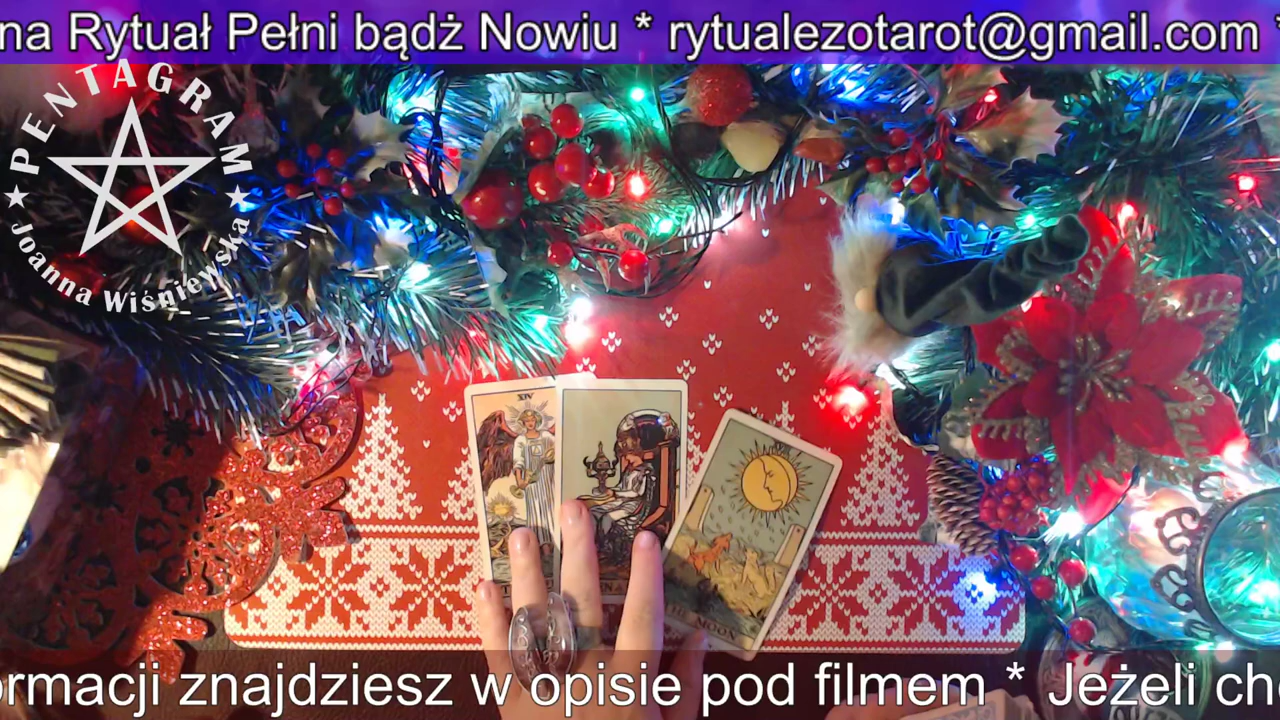 na Rytuał Pełni bądź Nowiu * rytualezotarot@gmail.com *
PENTAGRAM
Joanna Wiśniewska
XIV
MOON
ormacji znajdziesz w opisie pod filmem * Jeżeli ch